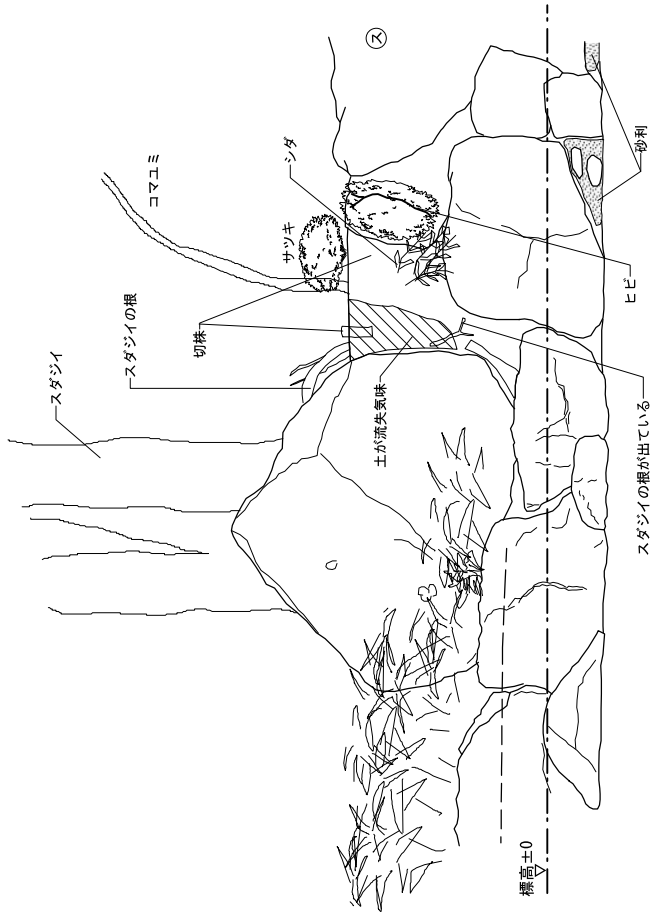 スダジイ
スダジイの根
コマユミ
切株
サツキ
シダ
㋜
土が流失気味
標高±0
スダジイの根が出ている
ヒビ
砂利